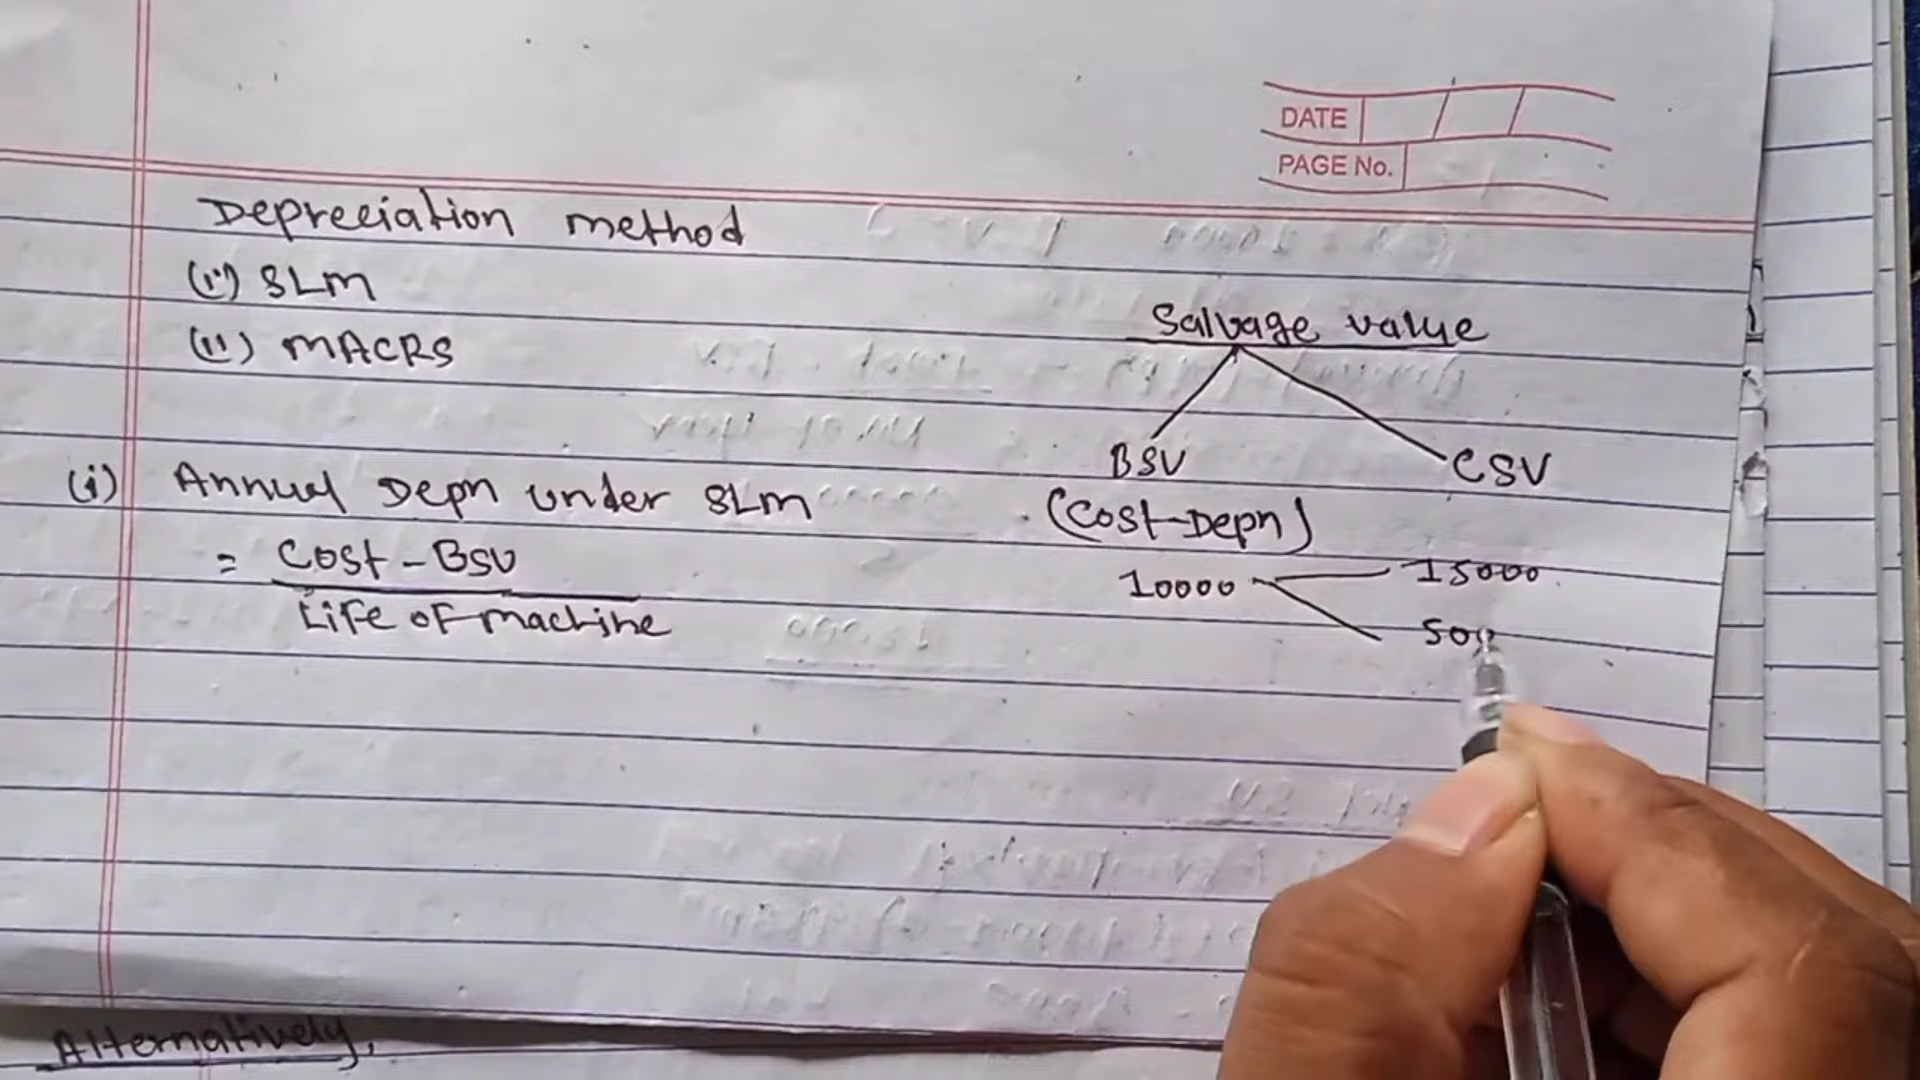 DATE
PAGE No.
Depreciation method
(i) SLM
(ii) MACRS
Salvage value
BSV CSV
(Cost-Depn)
10000 15000
(i) Annual Depn under SLM
= Cost - BSV
Life of machine
Alternatively,